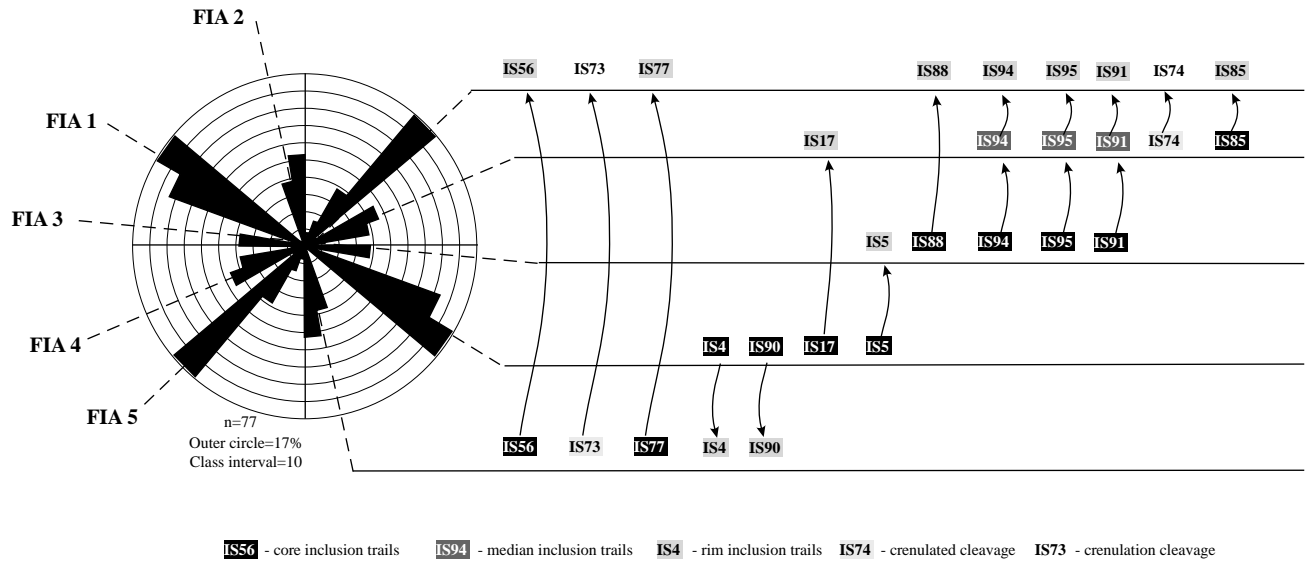 FIA 2
IS56 IS73 IS77 IS88 IS94 IS95 IS91 IS74 IS85
FIA 1
IS17 IS94 IS95 IS91 IS74 IS85
FIA 3
IS5 IS88 IS94 IS95 IS91
FIA 4
IS4 IS90 IS17 IS5
FIA 5
n=77
Outer circle=17%
Class interval=10
IS56 IS73 IS77 IS4 IS90
IS56 - core inclusion trails IS94 - median inclusion trails IS4 - rim inclusion trails IS74 - crenulated cleavage IS73 - crenulation cleavage